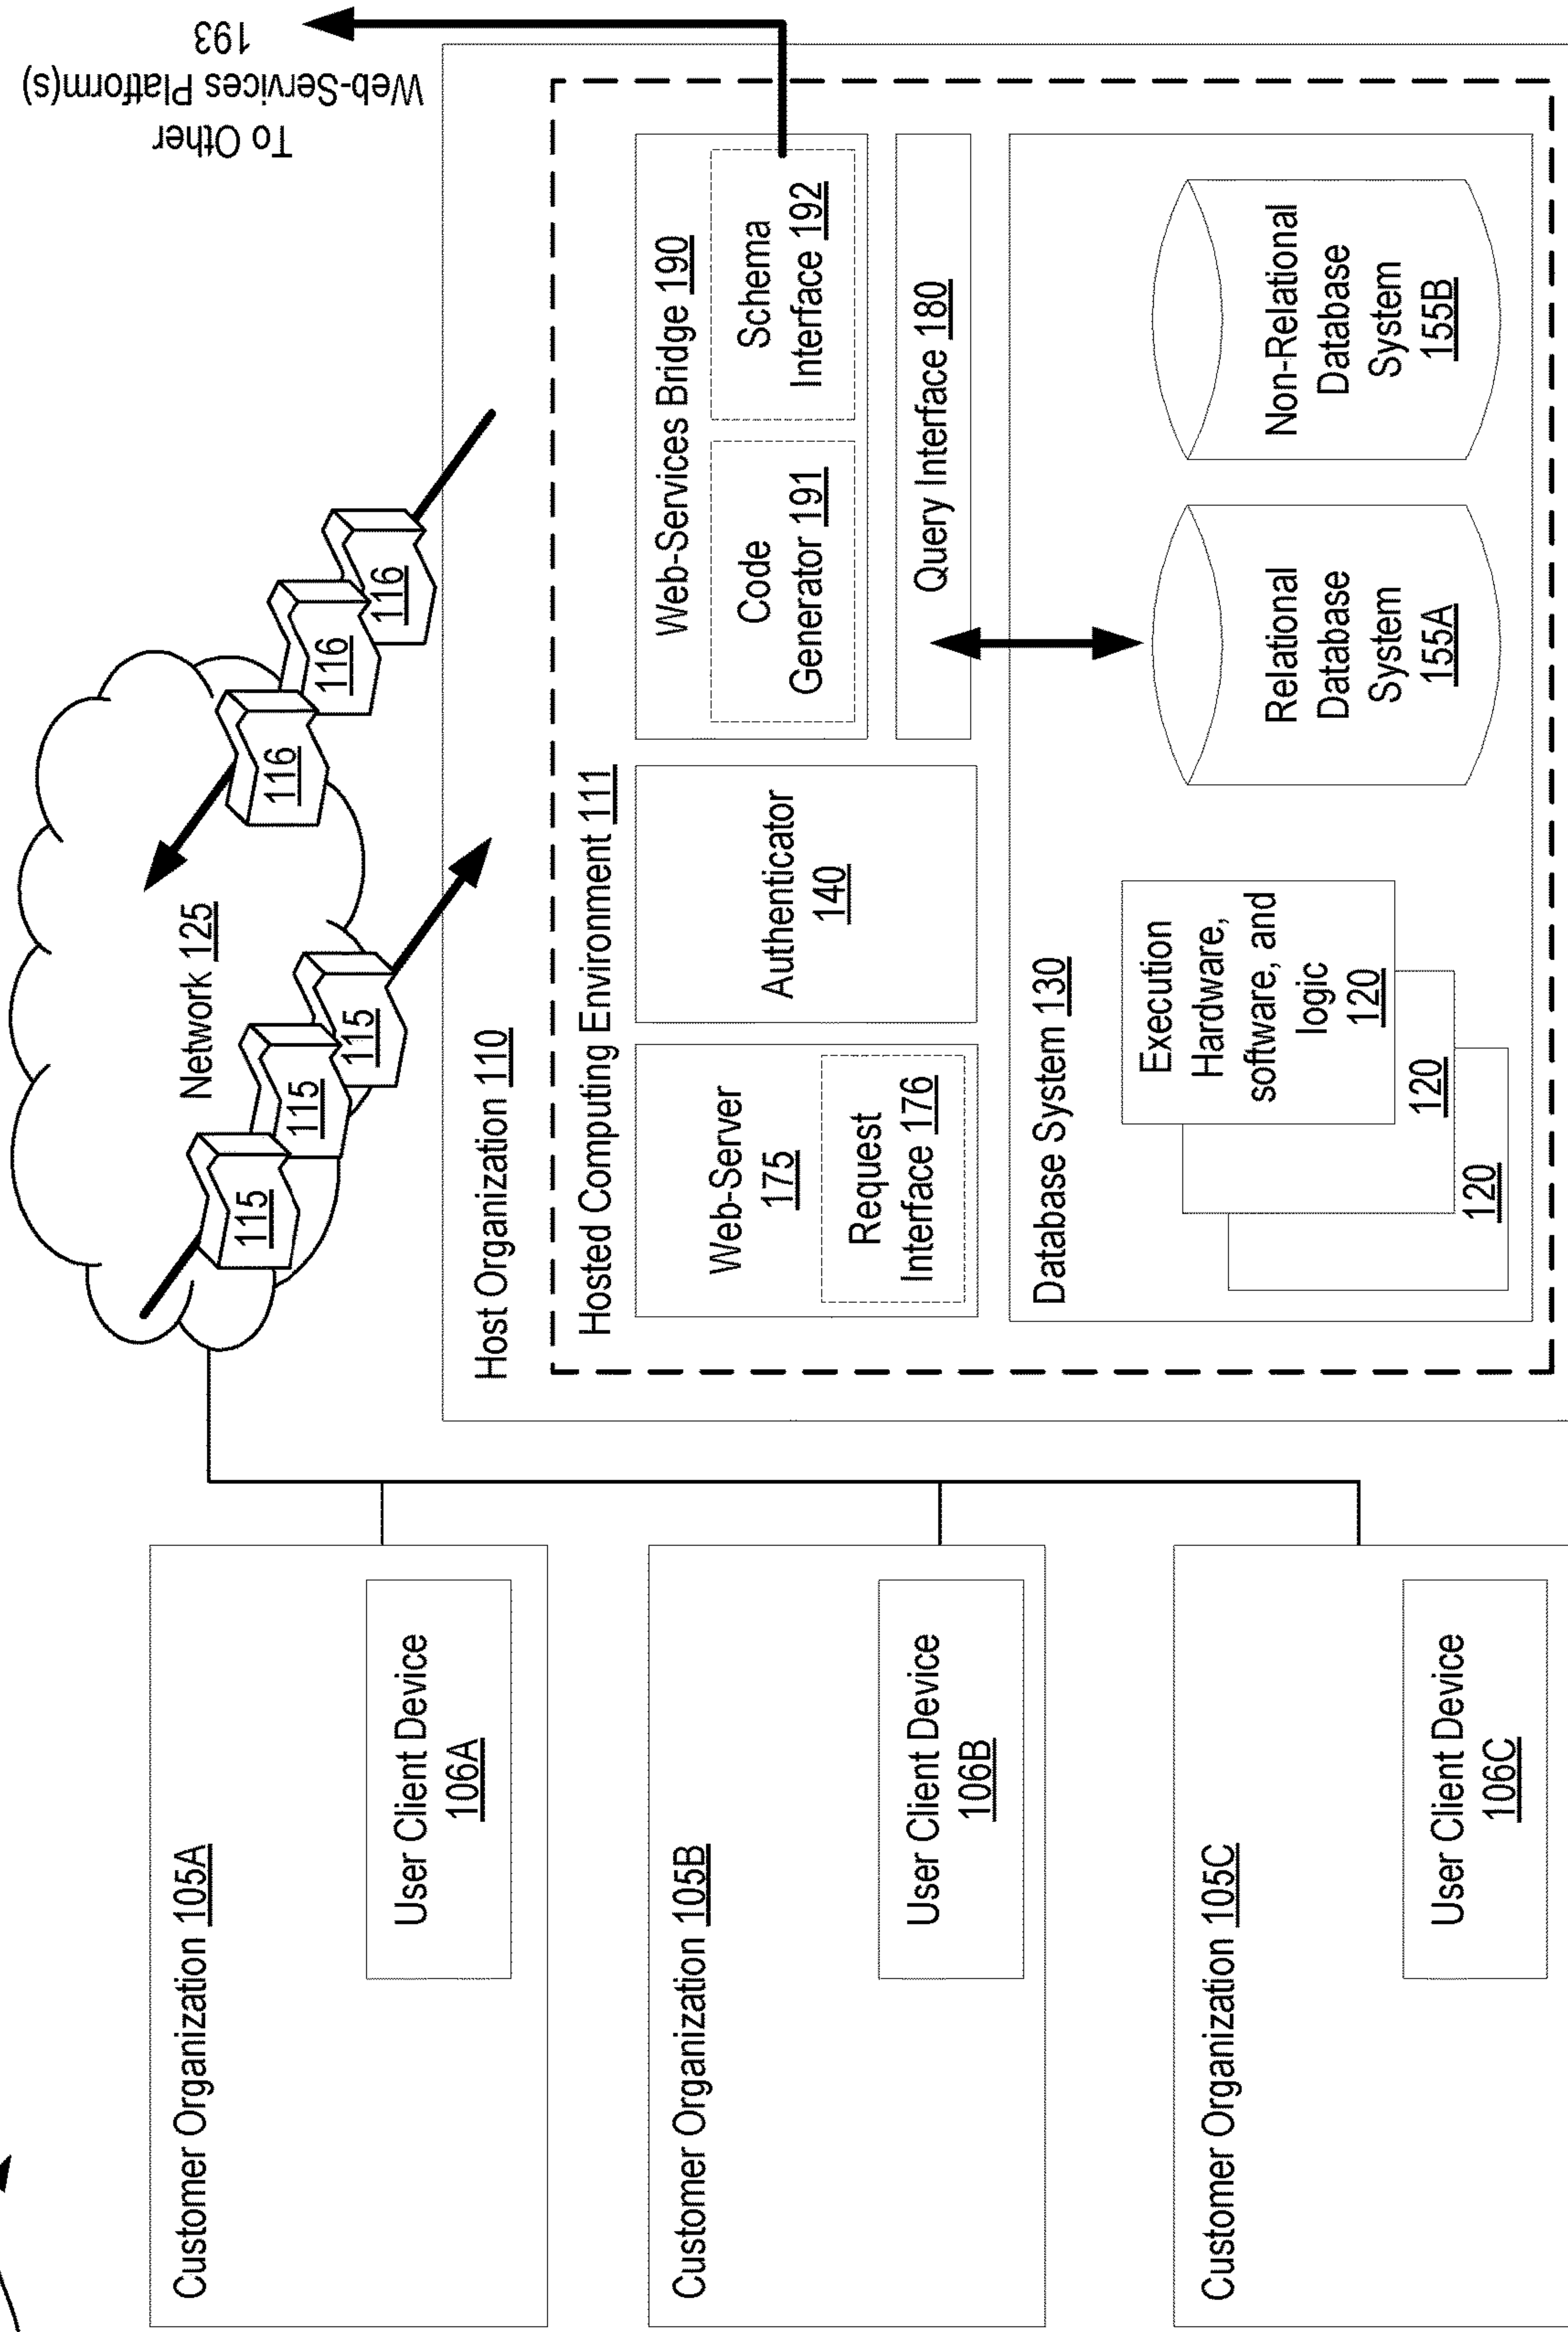 Customer Organization 105A
User Client Device
106A
Customer Organization 105B
User Client Device
106B
Customer Organization 105C
User Client Device
106C
Network 125
115
115
115
116
116
116
To Other
Web-Services Platform(s)
193
Host Organization 110
Hosted Computing Environment 111
Web-Server
175
Request
Interface 176
Authenticator
140
Web-Services Bridge 190
Code
Generator 191
Schema
Interface 192
Query Interface 180
Database System 130
Execution
Hardware,
software, and
logic
120
120
120
Relational
Database
System
155A
Non-Relational
Database
System
155B